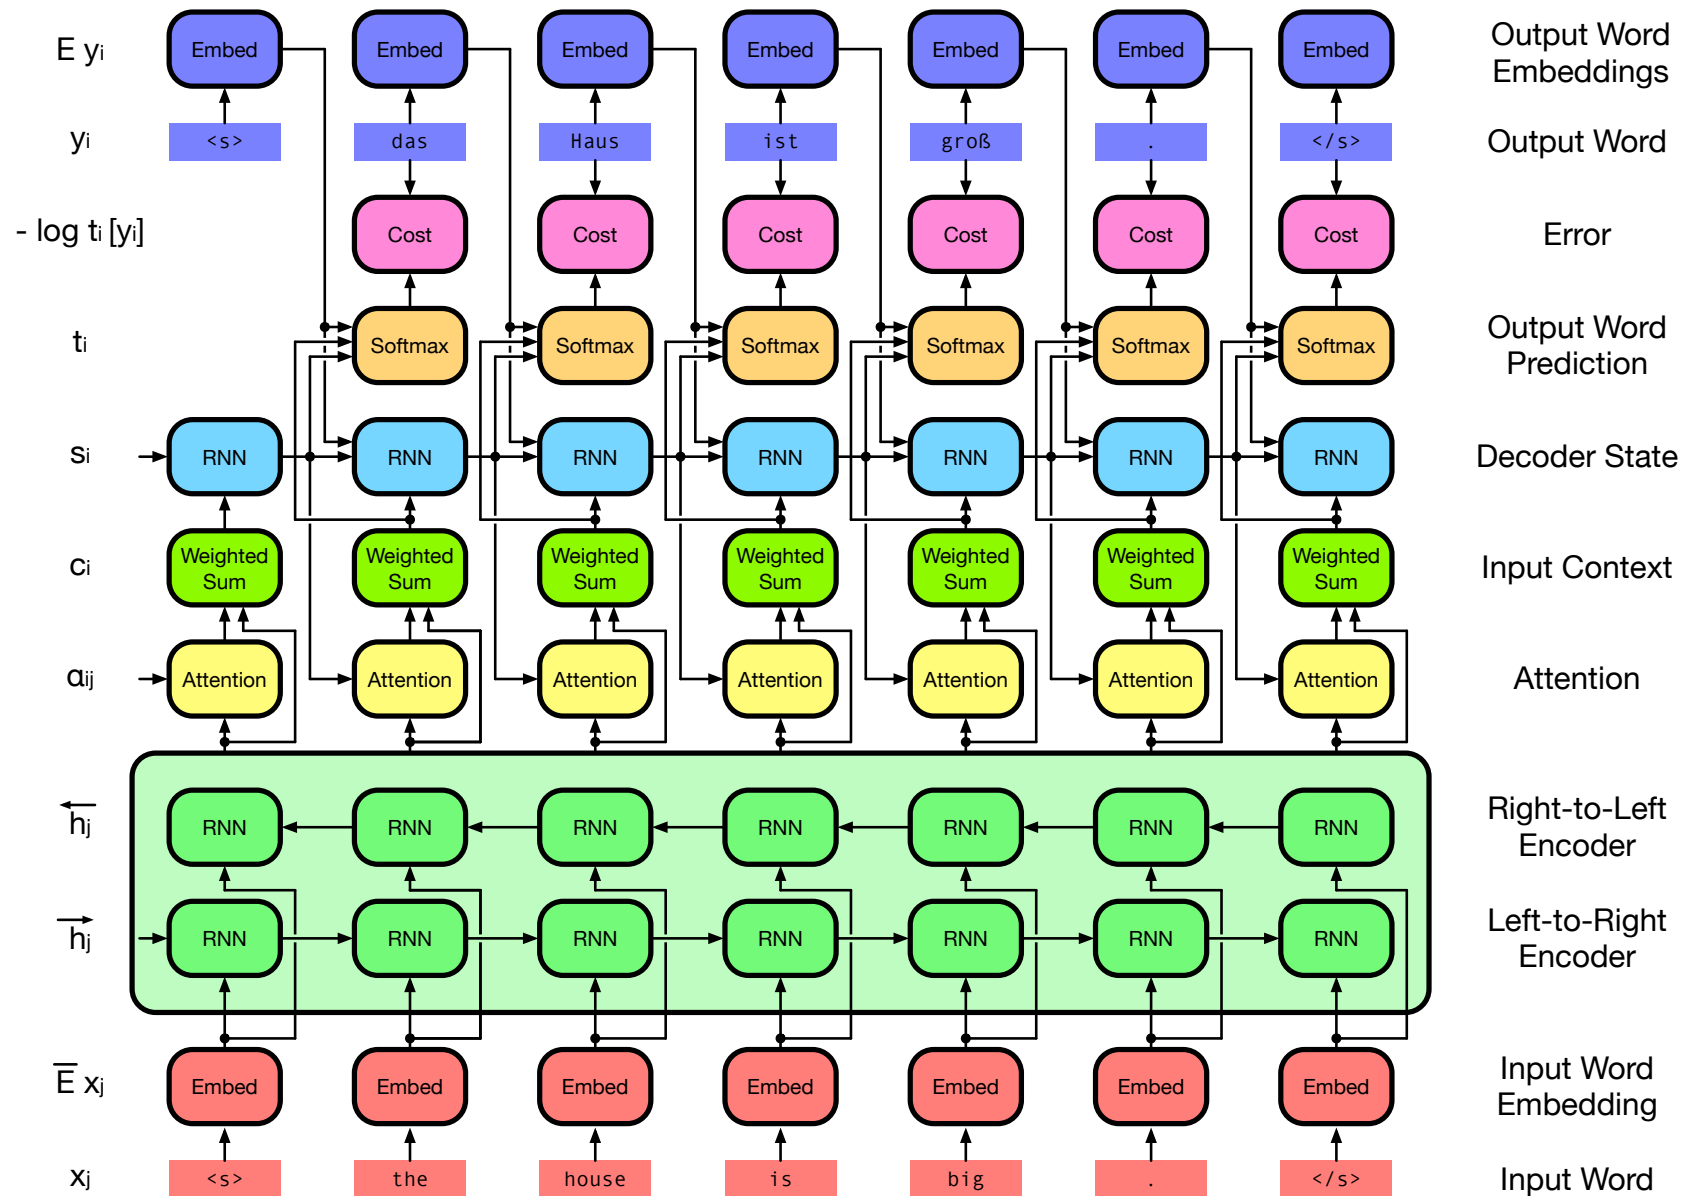 E yi Embed Embed Embed Embed Embed Embed Embed Output Word
Embeddings
yi <s> das Haus ist groß . </s> Output Word
- log ti [yi] Cost Cost Cost Cost Cost Cost Error
ti Softmax Softmax Softmax Softmax Softmax Softmax Output Word
Prediction
si RNN RNN RNN RNN RNN RNN RNN Decoder State
ci Weighted Sum Weighted Sum Weighted Sum Weighted Sum Weighted Sum Weighted Sum Weighted Sum Input Context
αij Attention Attention Attention Attention Attention Attention Attention Attention
hj RNN RNN RNN RNN RNN RNN RNN Right-to-Left
Encoder
hj RNN RNN RNN RNN RNN RNN RNN Left-to-Right
Encoder
E xj Embed Embed Embed Embed Embed Embed Embed Input Word
Embedding
xj <s> the house is big . </s> Input Word